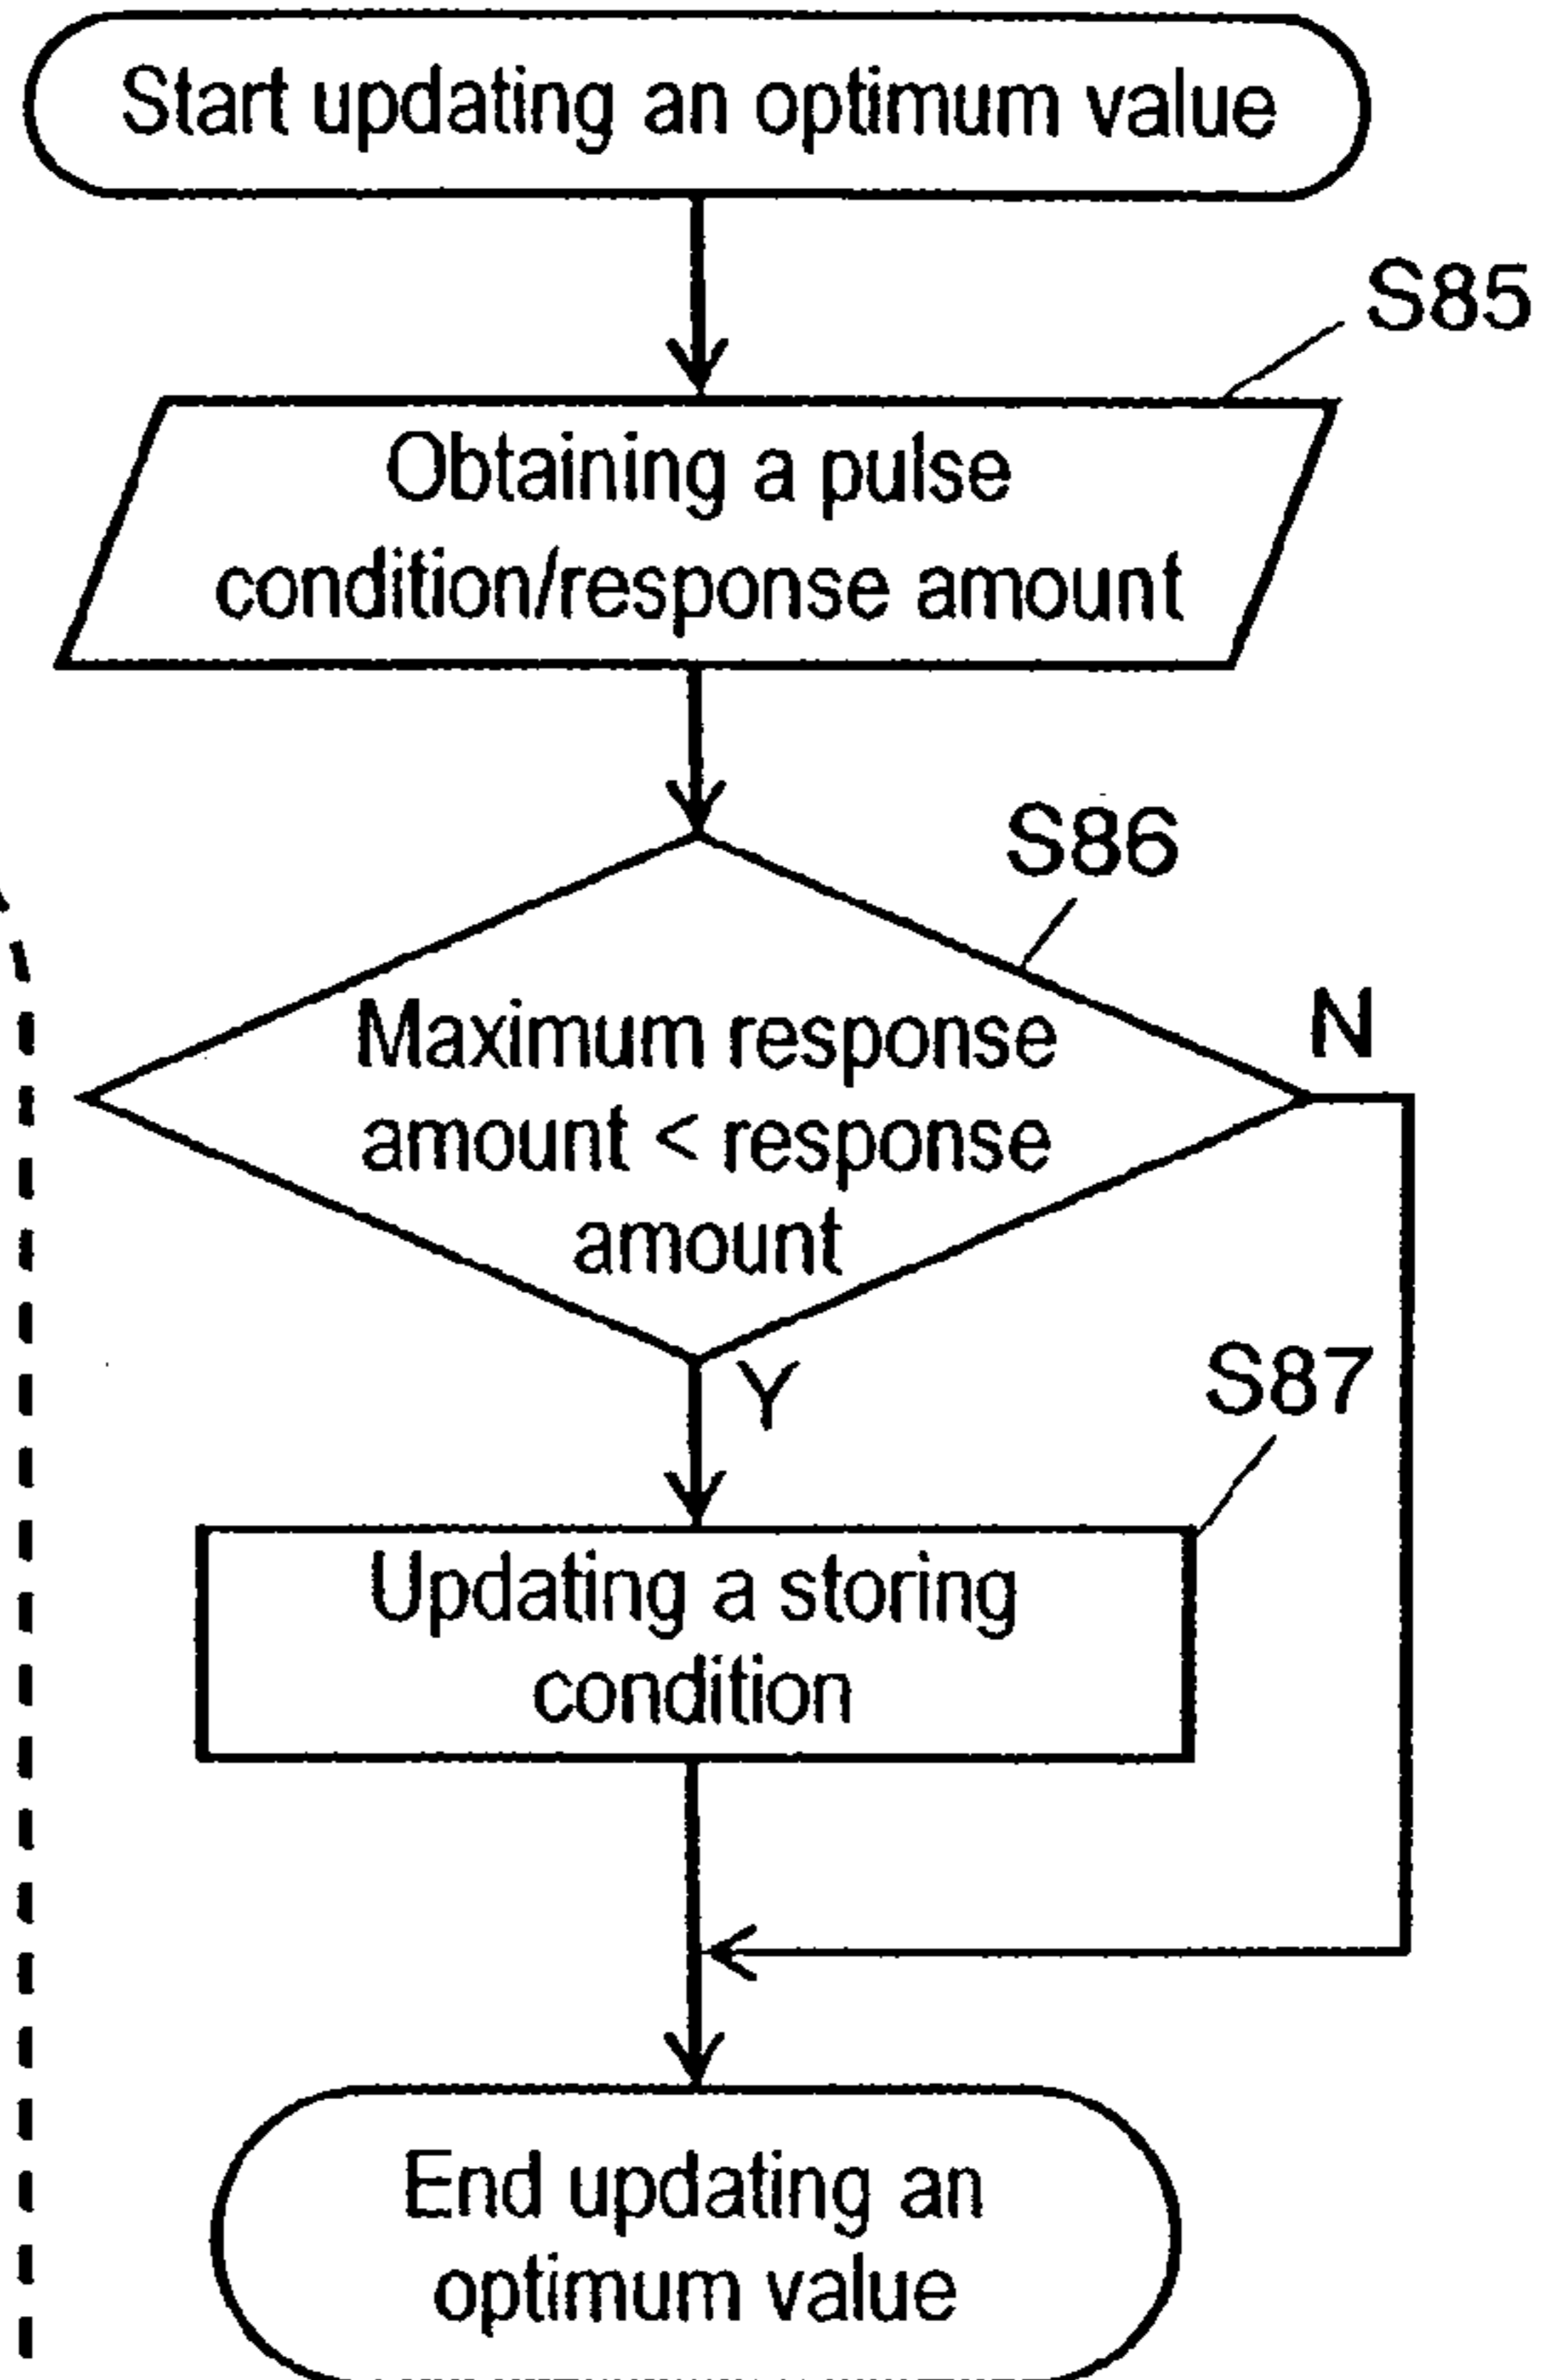 Start updating an optimum value
S85
Obtaining a pulse
condition/response amount
S86
Maximum response
amount < response
amount
N
Y
S87
Updating a storing
condition
End updating an
optimum value